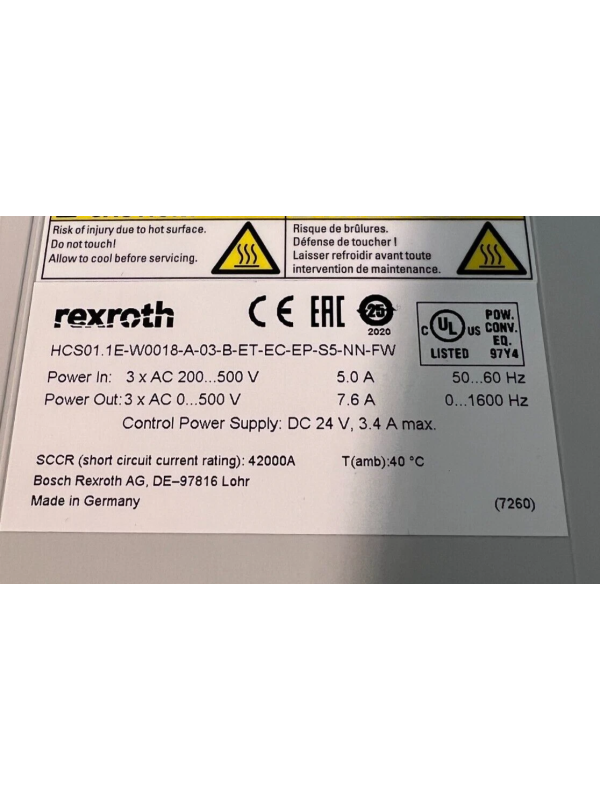 Risk of injury due to hot surface.
Do not touch!
Allow to cool before servicing.
Risque de brûlures.
Défense de toucher !
Laisser refroidir avant toute
intervention de maintenance.
rexroth
CE EAC 25
2020
C UL US
LISTED
POW.
CONV.
EQ.
97Y4
HCS01.1E-W0018-A-03-B-ET-EC-EP-S5-NN-FW
Power In: 3 x AC 200...500 V 5.0 A 50...60 Hz
Power Out: 3 x AC 0...500 V 7.6 A 0...1600 Hz
Control Power Supply: DC 24 V, 3.4 A max.
SCCR (short circuit current rating): 42000A T(amb):40 °C
Bosch Rexroth AG, DE–97816 Lohr
Made in Germany (7260)